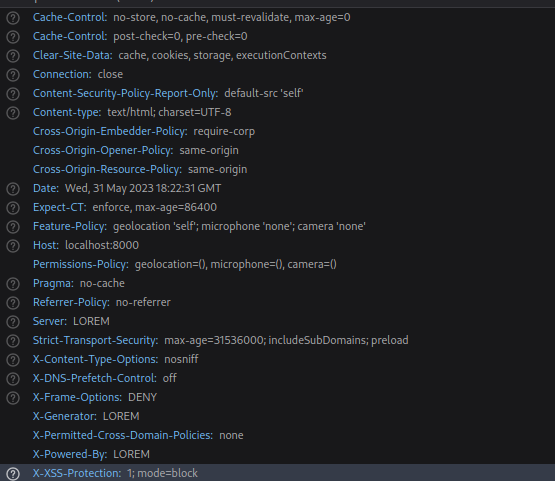 Cache-Control: no-store, no-cache, must-revalidate, max-age=0
Cache-Control: post-check=0, pre-check=0
Clear-Site-Data: cache, cookies, storage, executionContexts
Connection: close
Content-Security-Policy-Report-Only: default-src 'self'
Content-type: text/html; charset=UTF-8
Cross-Origin-Embedder-Policy: require-corp
Cross-Origin-Opener-Policy: same-origin
Cross-Origin-Resource-Policy: same-origin
Date: Wed, 31 May 2023 18:22:31 GMT
Expect-CT: enforce, max-age=86400
Feature-Policy: geolocation 'self'; microphone 'none'; camera 'none'
Host: localhost:8000
Permissions-Policy: geolocation=(), microphone=(), camera=()
Pragma: no-cache
Referrer-Policy: no-referrer
Server: LOREM
Strict-Transport-Security: max-age=31536000; includeSubDomains; preload
X-Content-Type-Options: nosniff
X-DNS-Prefetch-Control: off
X-Frame-Options: DENY
X-Generator: LOREM
X-Permitted-Cross-Domain-Policies: none
X-Powered-By: LOREM
X-XSS-Protection: 1; mode=block